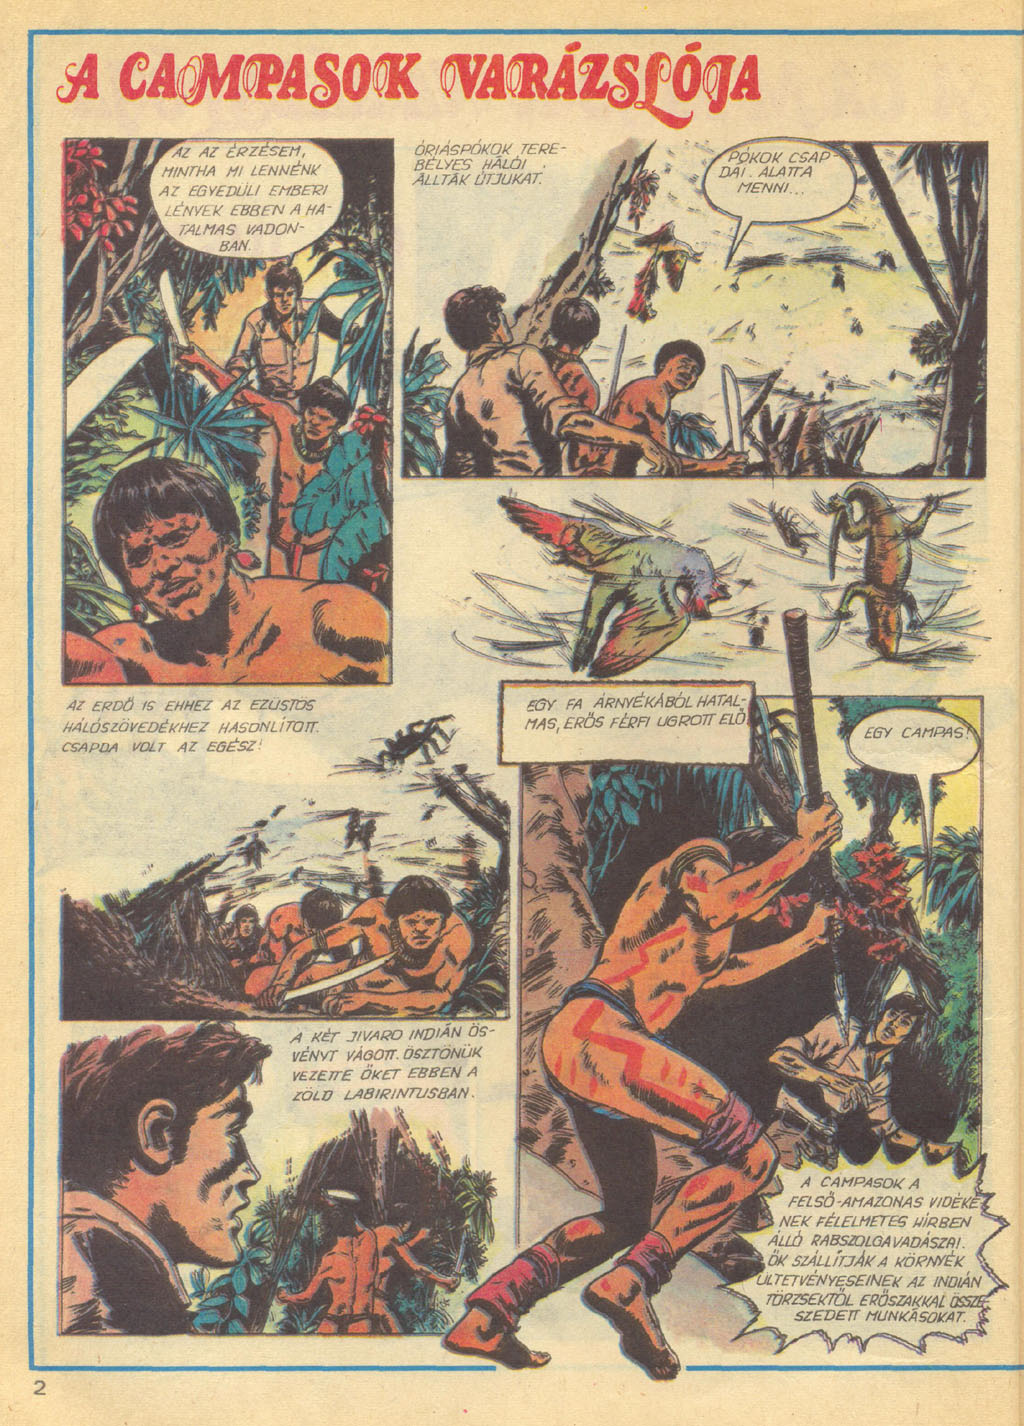 A CAMPASOK VARÁZSLÓJA
AZ AZ ÉRZÉSEM,
MINTHA MI LENNÉNK
AZ EGYEDÜLI EMBERI
LÉNYEK EBBEN A HA-
TALMAS VADON-
BAN.
ÓRIÁSPÓKOK TERE-
BÉLYES HÁLÓI
ÁLLTÁK ÚTJUKAT.
PÓKOK CSAP-
DÁI. ALATTA
MENNI...
AZ ERDŐ IS EHHEZ AZ EZÜSTÖS
HÁLÓSZÖVEDÉKHEZ HASONLÍTOTT.
CSAPDA VOLT AZ EGÉSZ!
EGY FA ÁRNYÉKÁBÓL HATAL-
MAS, ERŐS FÉRFI UGROTT ELŐ.
EGY CAMPAS!
A KÉT JIVARO INDIÁN ÖS-
VÉNYT VÁGOTT. ÖSZTÖNÜK
VEZETTE ŐKET EBBEN A
ZÖLD LABIRINTUSBAN.
A CAMPASOK A
FELSŐ-AMAZONAS VIDÉKÉ-
NEK FÉLELMETES HÍRBEN
ÁLLÓ RABSZOLGAVADÁSZAI.
ŐK SZÁLLÍTJÁK A KÖRNYÉK
ÜLTETVÉNYESEINEK AZ INDIÁN
TÖRZSEKTŐL ERŐSZAKKAL ÖSSZE-
SZEDETT MUNKÁSOKAT.
2